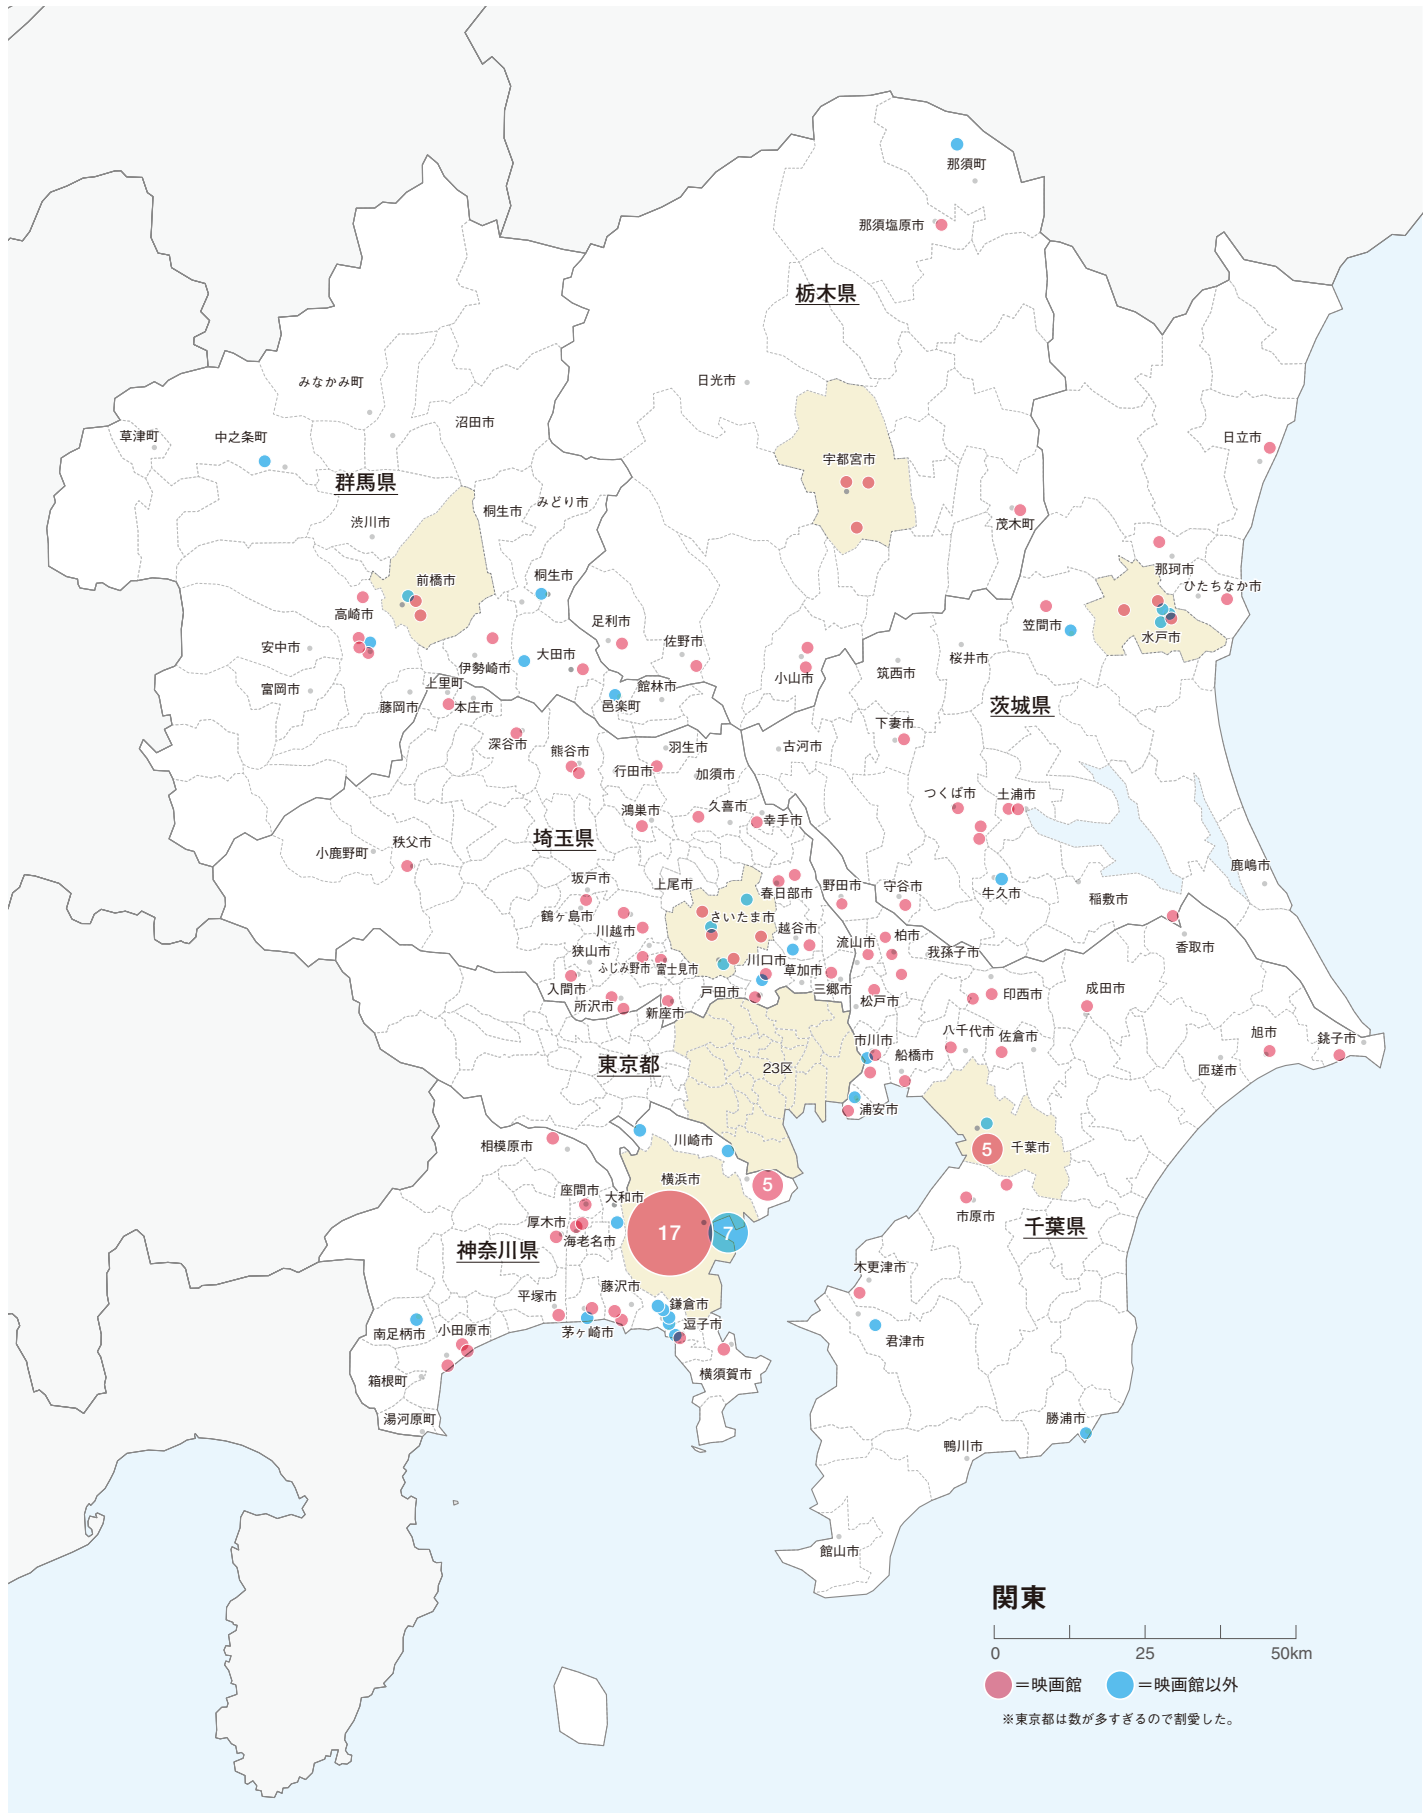 那須町
那須塩原市
栃木県
日光市
みなかみ町
沼田市
草津町
中之条町
日立市
宇都宮市
群馬県
みどり市
桐生市
渋川市
茂木町
那珂市
桐生市
前橋市
ひたちなか市
高崎市
足利市
笠間市
水戸市
佐野市
安中市
伊勢崎市
大田市
桜井市
筑西市
小山市
上里町
館林市
富岡市
藤岡市
本庄市
邑楽町
茨城県
下妻市
深谷市
熊谷市
羽生市
古河市
行田市
加須市
つくば市
土浦市
鴻巣市
久喜市
幸手市
埼玉県
秩父市
小鹿野町
鹿嶋市
坂戸市
上尾市
春日部市
野田市
守谷市
牛久市
稲敷市
鶴ヶ島市
さいたま市
川越市
越谷市
流山市
柏市
香取市
狭山市
我孫子市
ふじみ野市
富士見市
川口市
草加市
入間市
戸田市
三郷市
成田市
所沢市
新座市
松戸市
印西市
八千代市
佐倉市
旭市
銚子市
市川市
船橋市
東京都
23区
匝瑳市
浦安市
川崎市
相模原市
5
千葉市
横浜市
5
座間市
大和市
市原市
厚木市
千葉県
17
7
海老名市
神奈川県
木更津市
藤沢市
平塚市
鎌倉市
逗子市
南足柄市
小田原市
茅ヶ崎市
君津市
横須賀市
箱根町
湯河原町
勝浦市
鴨川市
館山市
関東
0 25 50km
＝映画館 ＝映画館以外
※東京都は数が多すぎるので割愛した。